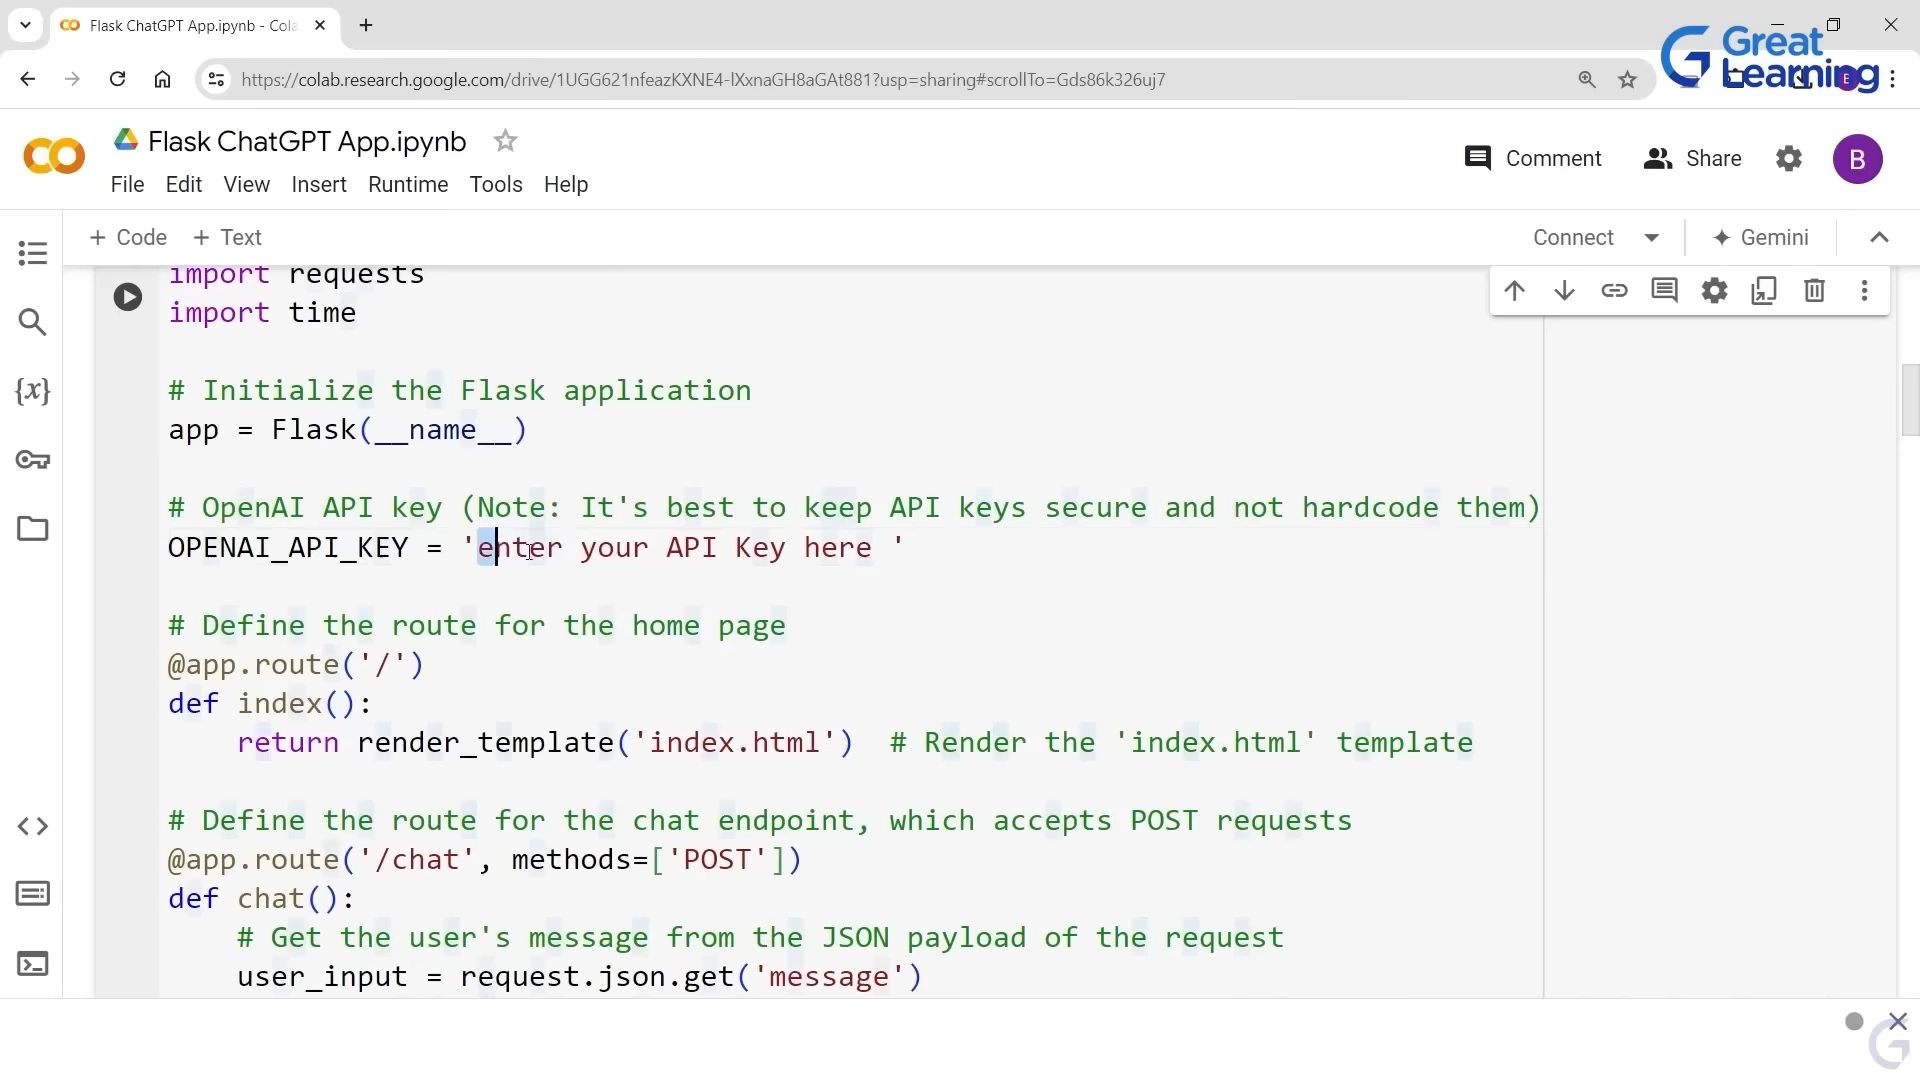 Flask ChatGPT App.ipynb - Cola
https://colab.research.google.com/drive/1UGG621nfeazKXNE4-lXxnaGH8aGAt881?usp=sharing#scrollTo=Gds86k326uj7
Great
Learning
Flask ChatGPT App.ipynb
Comment
Share
B
File Edit View Insert Runtime Tools Help
+ Code + Text
Connect
Gemini
import requests
import time
# Initialize the Flask application
app = Flask(__name__)
# OpenAI API key (Note: It's best to keep API keys secure and not hardcode them)
OPENAI_API_KEY = 'enter your API Key here '
# Define the route for the home page
@app.route('/')
def index():
return render_template('index.html')  # Render the 'index.html' template
# Define the route for the chat endpoint, which accepts POST requests
@app.route('/chat', methods=['POST'])
def chat():
# Get the user's message from the JSON payload of the request
user_input = request.json.get('message')